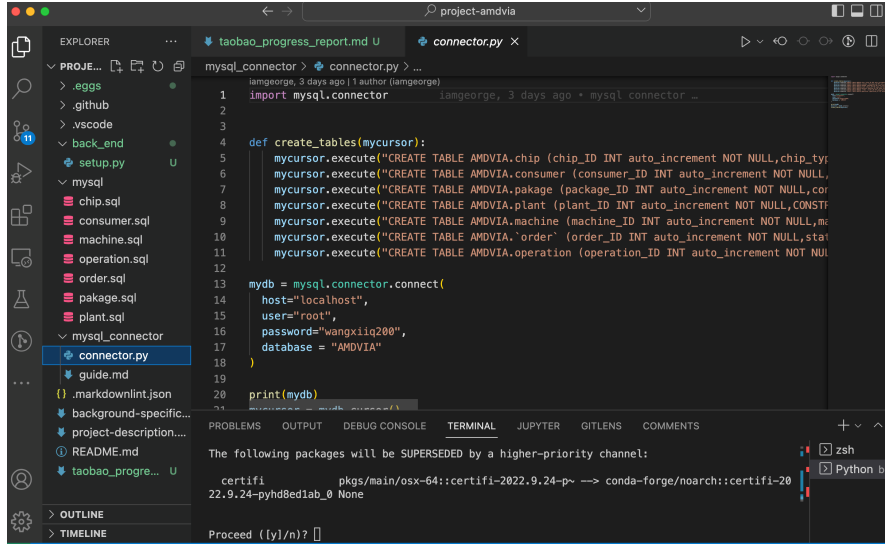 project-amdvia
EXPLORER
taobao_progress_report.md U
connector.py
PROJE...
mysql_connector > connector.py > ...
.eggs
.github
.vscode
back_end
setup.py U
mysql
chip.sql
consumer.sql
machine.sql
operation.sql
order.sql
pakage.sql
plant.sql
mysql_connector
connector.py
guide.md
.markdownlint.json
background-specific...
project-description....
README.md
taobao_progre... U
OUTLINE
TIMELINE
11
iamgeorge, 3 days ago | 1 author (iamgeorge)
1 import mysql.connector iamgeorge, 3 days ago • mysql connector …
2
3
4 def create_tables(mycursor):
5 mycursor.execute("CREATE TABLE AMDVIA.chip (chip_ID INT auto_increment NOT NULL,chip_typ
6 mycursor.execute("CREATE TABLE AMDVIA.consumer (consumer_ID INT auto_increment NOT NULL,
7 mycursor.execute("CREATE TABLE AMDVIA.pakage (package_ID INT auto_increment NOT NULL,con
8 mycursor.execute("CREATE TABLE AMDVIA.plant (plant_ID INT auto_increment NOT NULL,CONSTR
9 mycursor.execute("CREATE TABLE AMDVIA.machine (machine_ID INT auto_increment NOT NULL,ma
10 mycursor.execute("CREATE TABLE AMDVIA.`order` (order_ID INT auto_increment NOT NULL,stat
11 mycursor.execute("CREATE TABLE AMDVIA.operation (operation_ID INT auto_increment NOT NUL
12
13 mydb = mysql.connector.connect(
14 host="localhost",
15 user="root",
16 password="wangxiiq200",
17 database = "AMDVIA"
18 )
19
20 print(mydb)
21 mycursor = mydb.cursor()
PROBLEMS OUTPUT DEBUG CONSOLE TERMINAL JUPYTER GITLENS COMMENTS
The following packages will be SUPERSEDED by a higher-priority channel:
certifi pkgs/main/osx-64::certifi-2022.9.24-p~ --> conda-forge/noarch::certifi-20
22.9.24-pyhd8ed1ab_0 None
Proceed ([y]/n)?
zsh
Python b